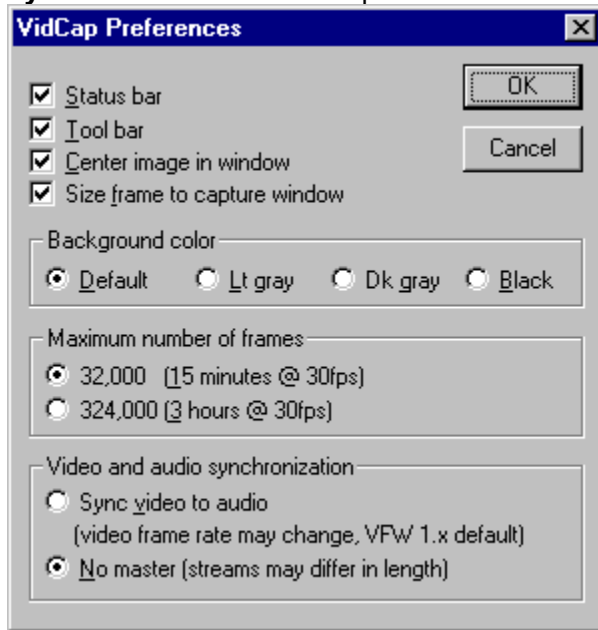 VidCap Preferences
OK
Status bar
Tool bar
Cancel
Center image in window
Size frame to capture window
Background color
Default Lt gray Dk gray Black
Maximum number of frames
32,000 (15 minutes @ 30fps)
324,000 (3 hours @ 30fps)
Video and audio synchronization
Sync video to audio
(video frame rate may change, VFW 1.x default)
No master (streams may differ in length)